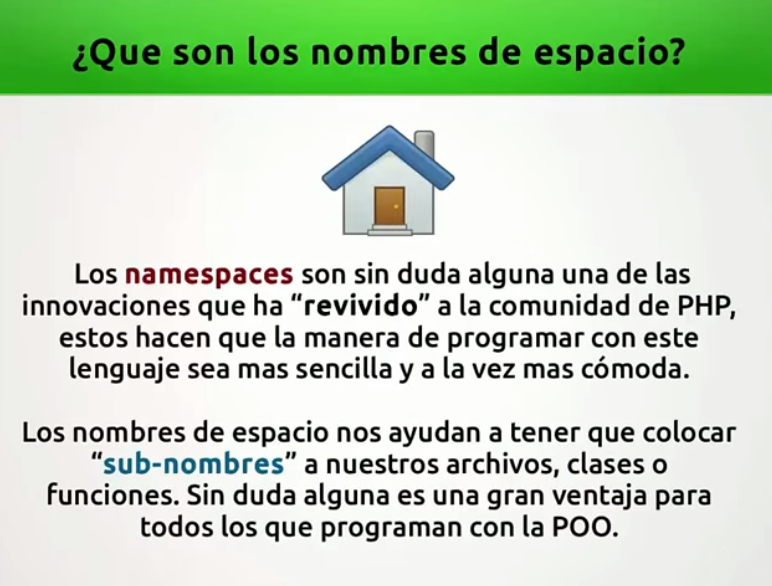 ¿Que son los nombres de espacio?
Los namespaces son sin duda alguna una de las
innovaciones que ha “revivido” a la comunidad de PHP,
estos hacen que la manera de programar con este
lenguaje sea mas sencilla y a la vez mas cómoda.
Los nombres de espacio nos ayudan a tener que colocar
“sub-nombres” a nuestros archivos, clases o
funciones. Sin duda alguna es una gran ventaja para
todos los que programan con la POO.